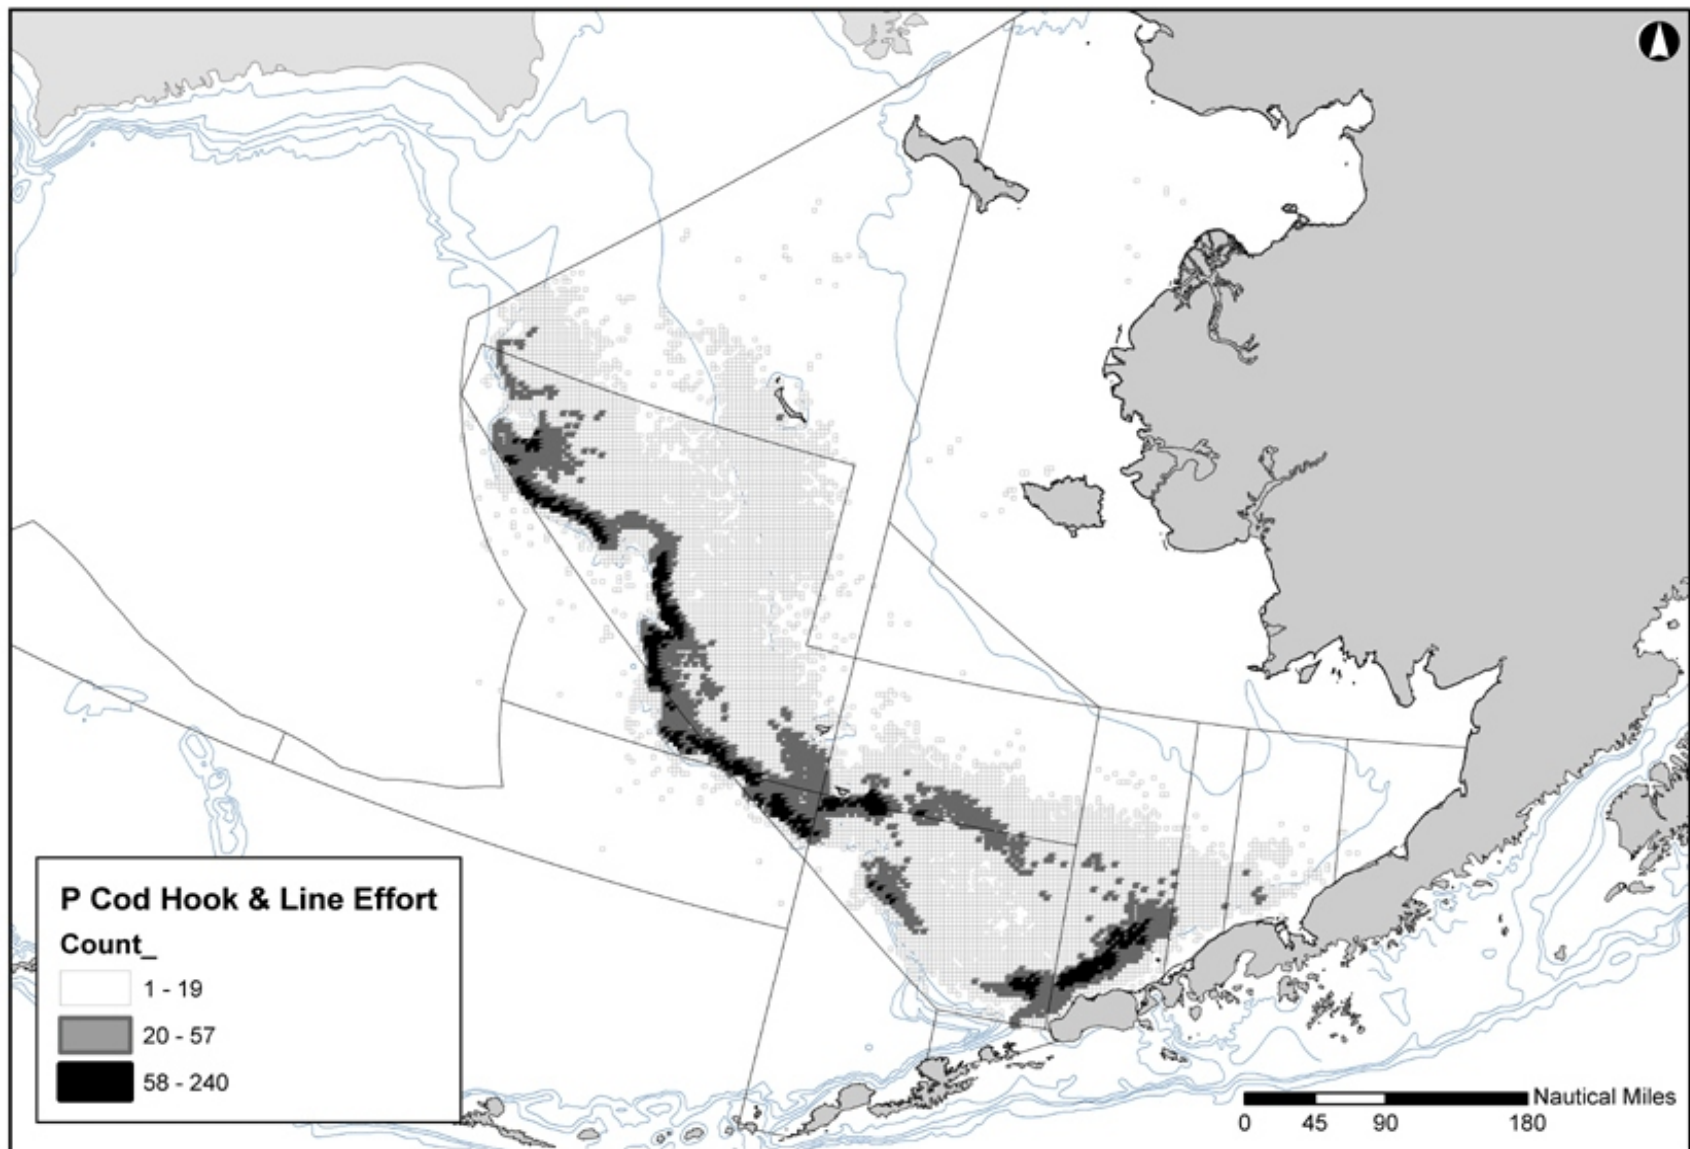 P Cod Hook & Line Effort
Count_
1 - 19
20 - 57
58 - 240
Nautical Miles
0 45 90 180